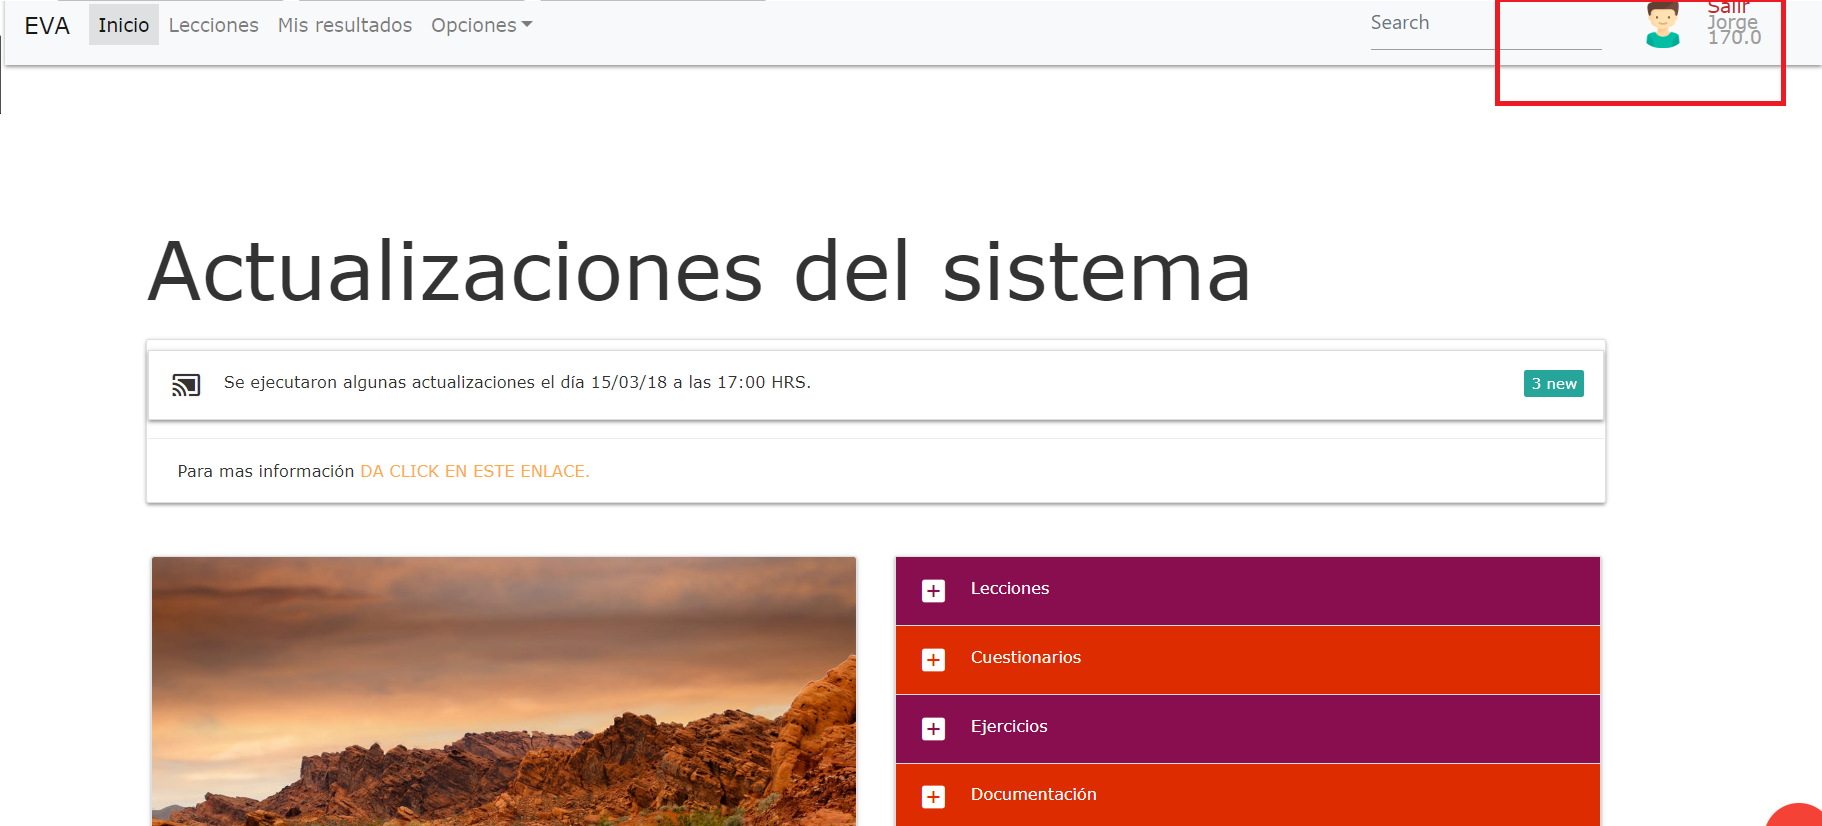 EVA Inicio Lecciones Mis resultados Opciones Search
Salir
Jorge
170.0
Actualizaciones del sistema
Se ejecutaron algunas actualizaciones el día 15/03/18 a las 17:00 HRS. 3 new
Para mas información DA CLICK EN ESTE ENLACE.
Lecciones
Cuestionarios
Ejercicios
Documentación